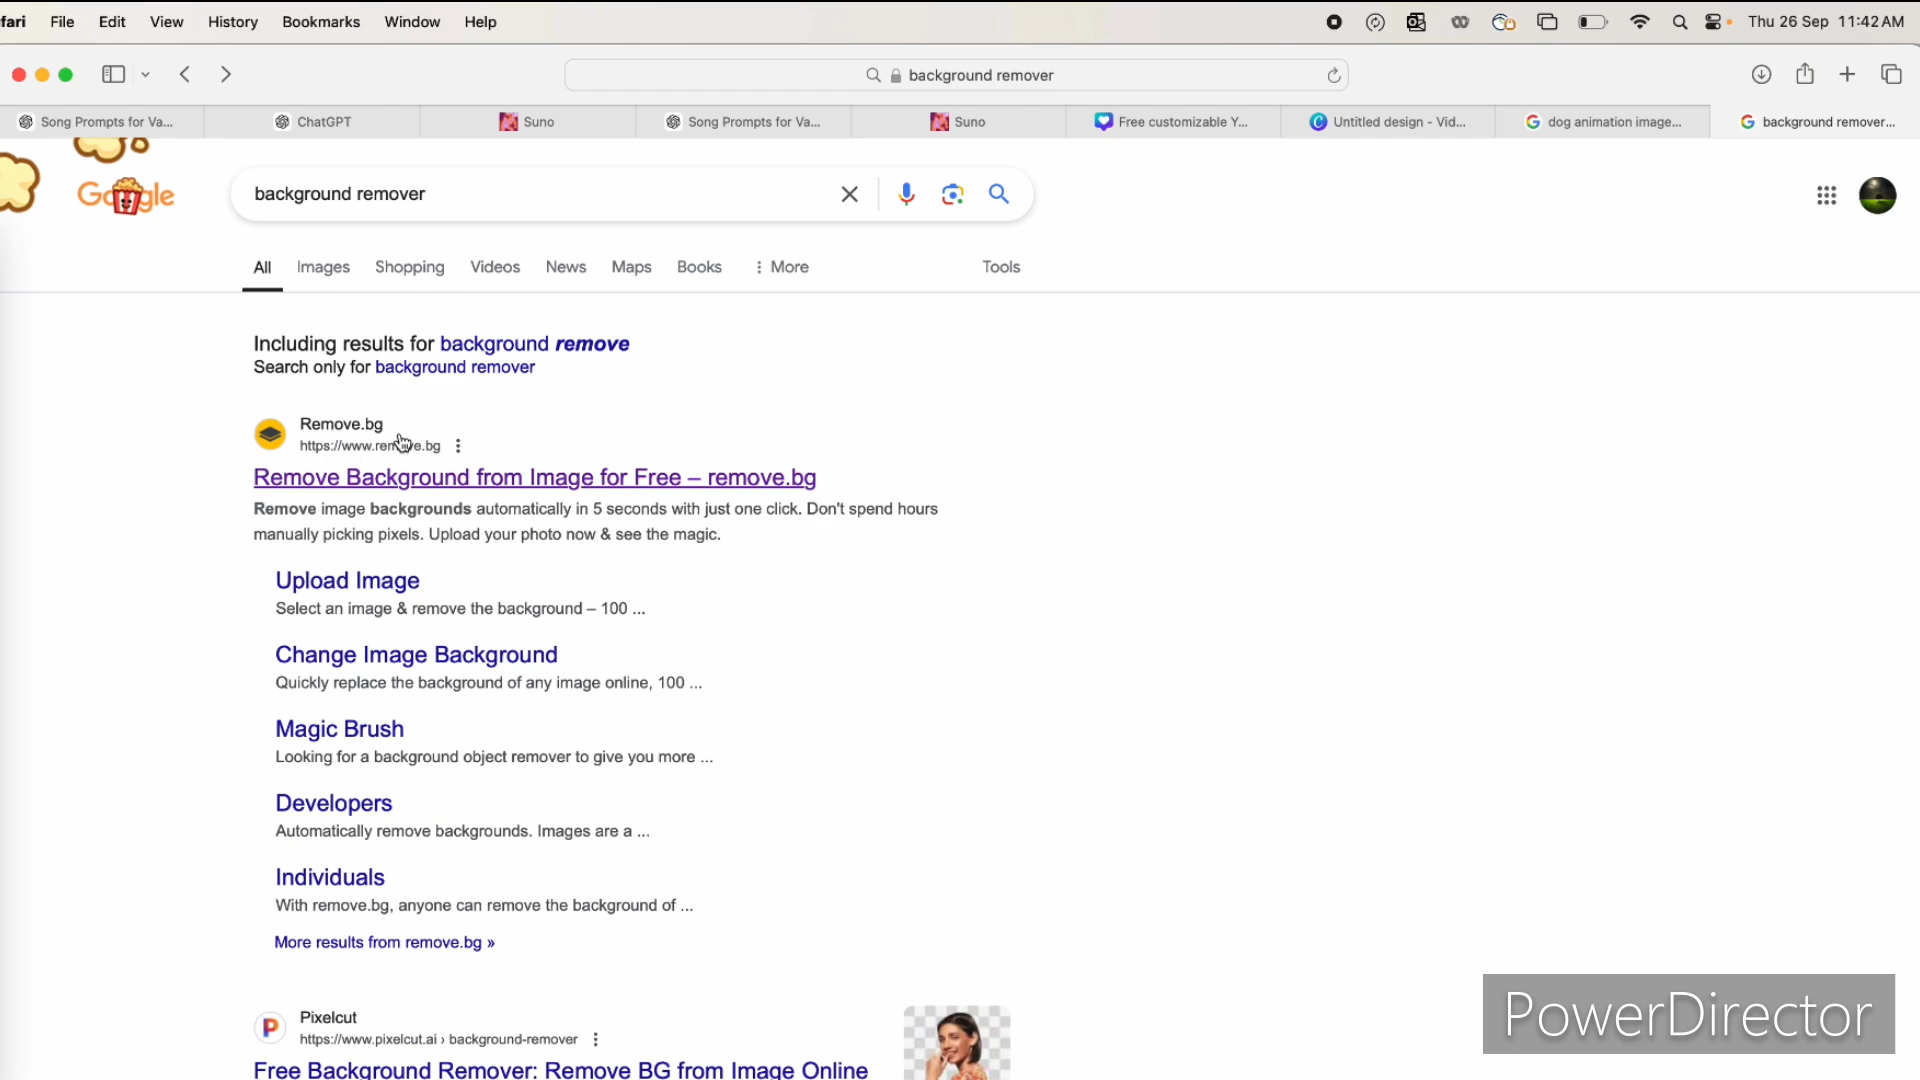 fari File Edit View History Bookmarks Window Help Thu 26 Sep 11:42 AM
background remover
Song Prompts for Va... ChatGPT Suno Song Prompts for Va... Suno Free customizable Y... Untitled design - Vid... dog animation image... background remover...
Google background remover
All Images Shopping Videos News Maps Books More Tools
Including results for background remove
Search only for background remover
Remove.bg
https://www.remove.bg
Remove Background from Image for Free – remove.bg
Remove image backgrounds automatically in 5 seconds with just one click. Don't spend hours
manually picking pixels. Upload your photo now & see the magic.
Upload Image
Select an image & remove the background – 100 ...
Change Image Background
Quickly replace the background of any image online, 100 ...
Magic Brush
Looking for a background object remover to give you more ...
Developers
Automatically remove backgrounds. Images are a ...
Individuals
With remove.bg, anyone can remove the background of ...
More results from remove.bg »
Pixelcut
https://www.pixelcut.ai › background-remover
Free Background Remover: Remove BG from Image Online
PowerDirector